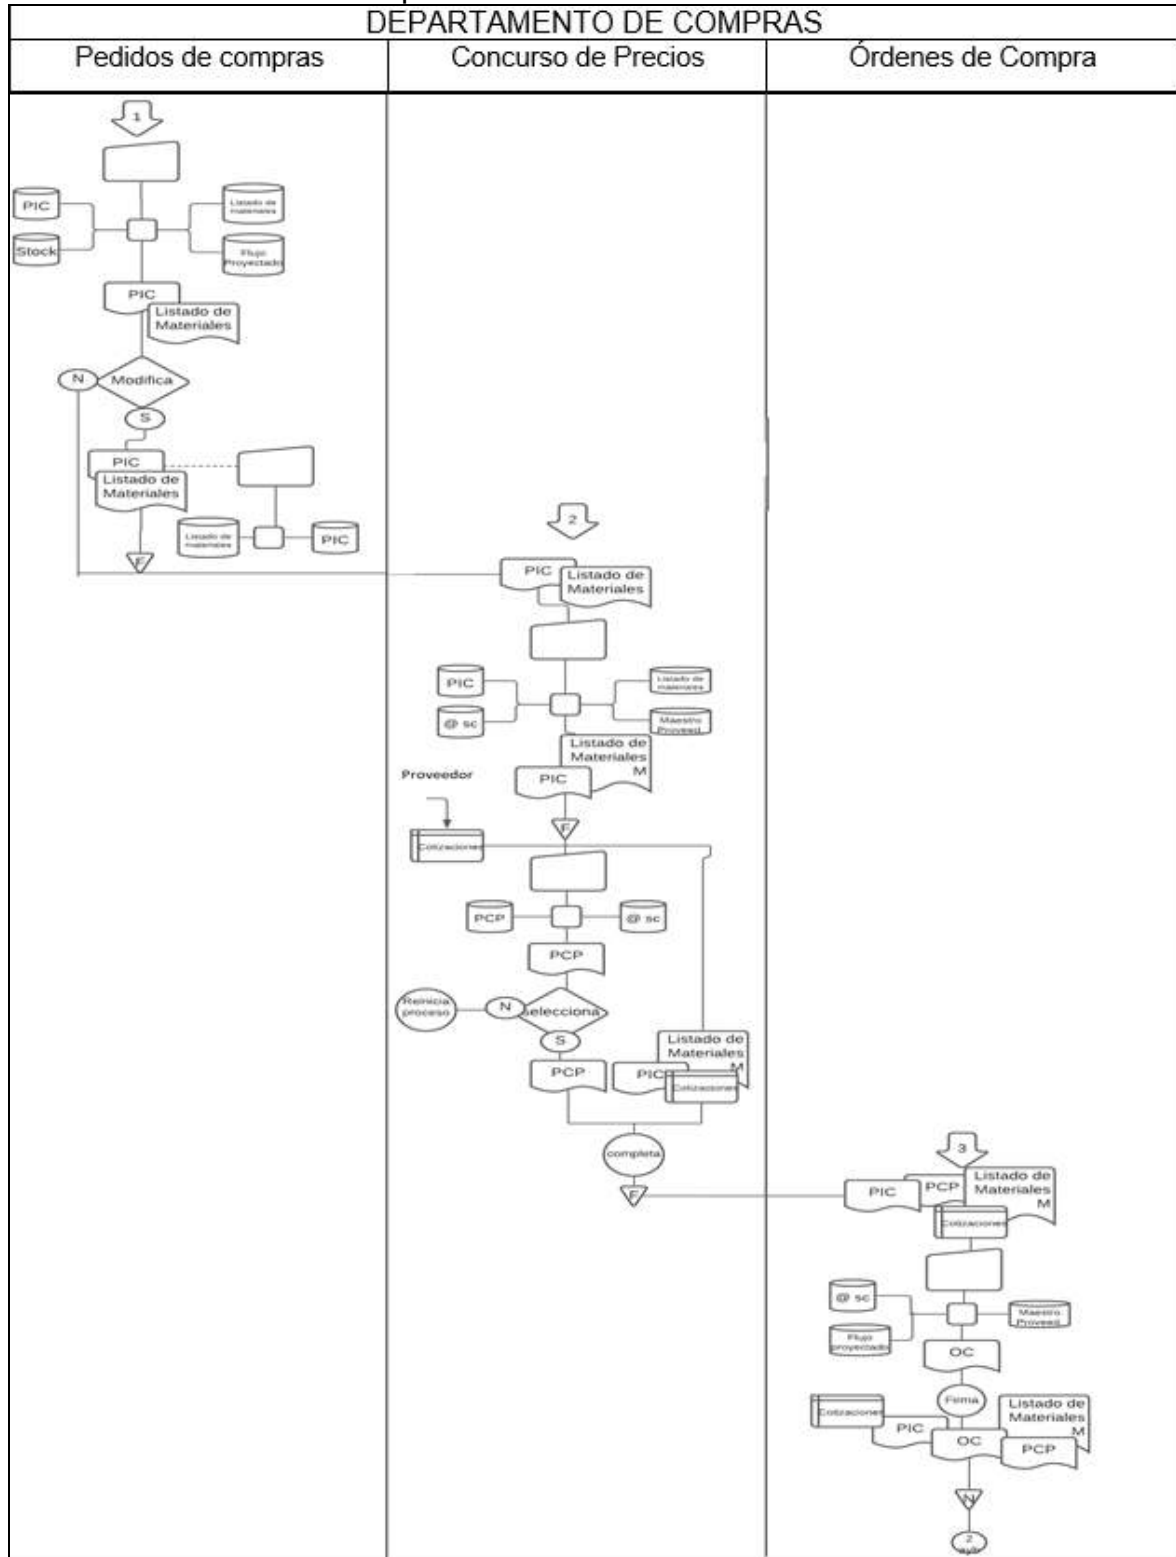 DEPARTAMENTO DE COMPRAS
Pedidos de compras
Concurso de Precios
Órdenes de Compra
1
PIC
Stock
Listado de
materiales
Flujo
Proyectado
PIC
Listado de
Materiales
N
Modifica
S
PIC
Listado de
Materiales
Listado de
materiales
PIC
F
2
PIC
Listado de
Materiales
PIC
@ sc
Listado de
materiales
Maestro
Proveed.
Listado de
Materiales
M
PIC
Proveedor
F
Cotizaciones
PCP
@ sc
PCP
Reinicia
proceso
N
selecciona
S
PCP
Listado de
Materiales
M
PIC
Cotizaciones
completa
F
3
PIC
PCP
Listado de
Materiales
M
Cotizaciones
@ sc
Flujo
proyectado
Maestro
Proveed.
OC
Firma
Cotizaciones
PIC
OC
Listado de
Materiales
M
PCP
N
2